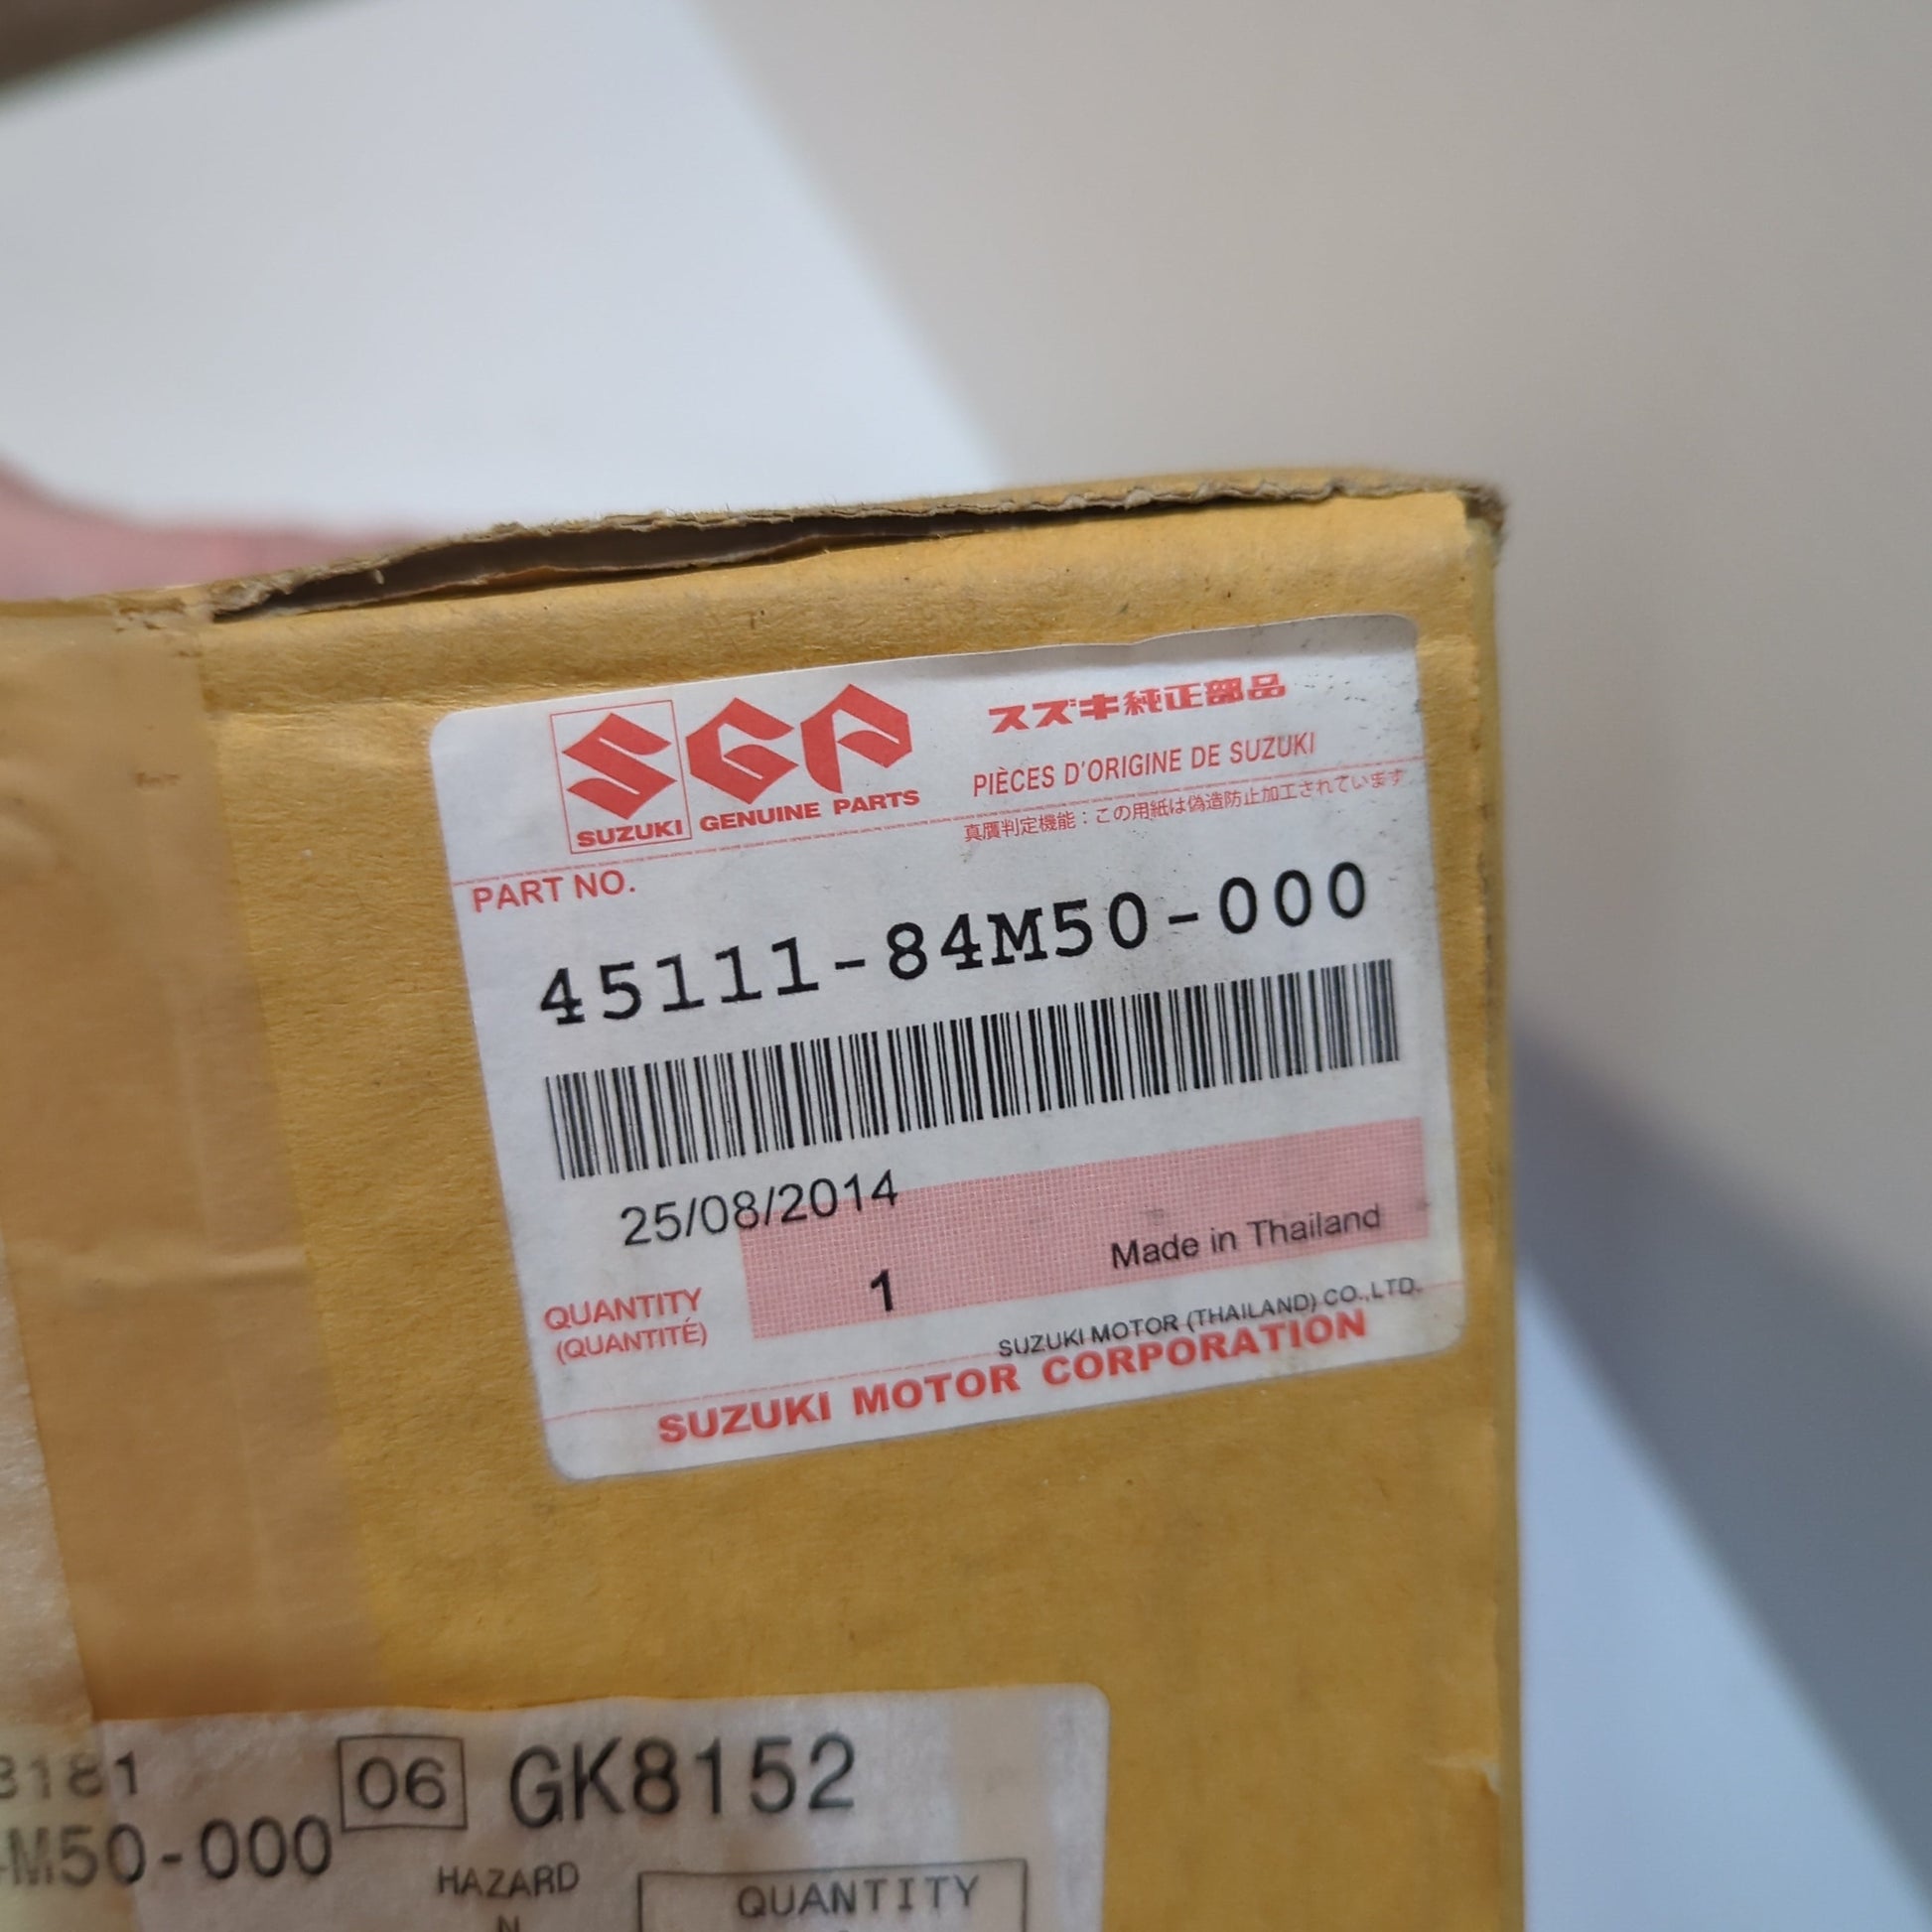 SGP
SUZUKI GENUINE PARTS
スズキ純正部品
PIÈCES D'ORIGINE DE SUZUKI
真贋判定機能：この用紙は偽造防止加工されています
PART NO.
45111-84M50-000
25/08/2014
Made in Thailand
QUANTITY
(QUANTITÉ)
1
SUZUKI MOTOR (THAILAND) CO.,LTD.
SUZUKI MOTOR CORPORATION
3181
06 GK8152
M50-000
HAZARD
N
QUANTITY